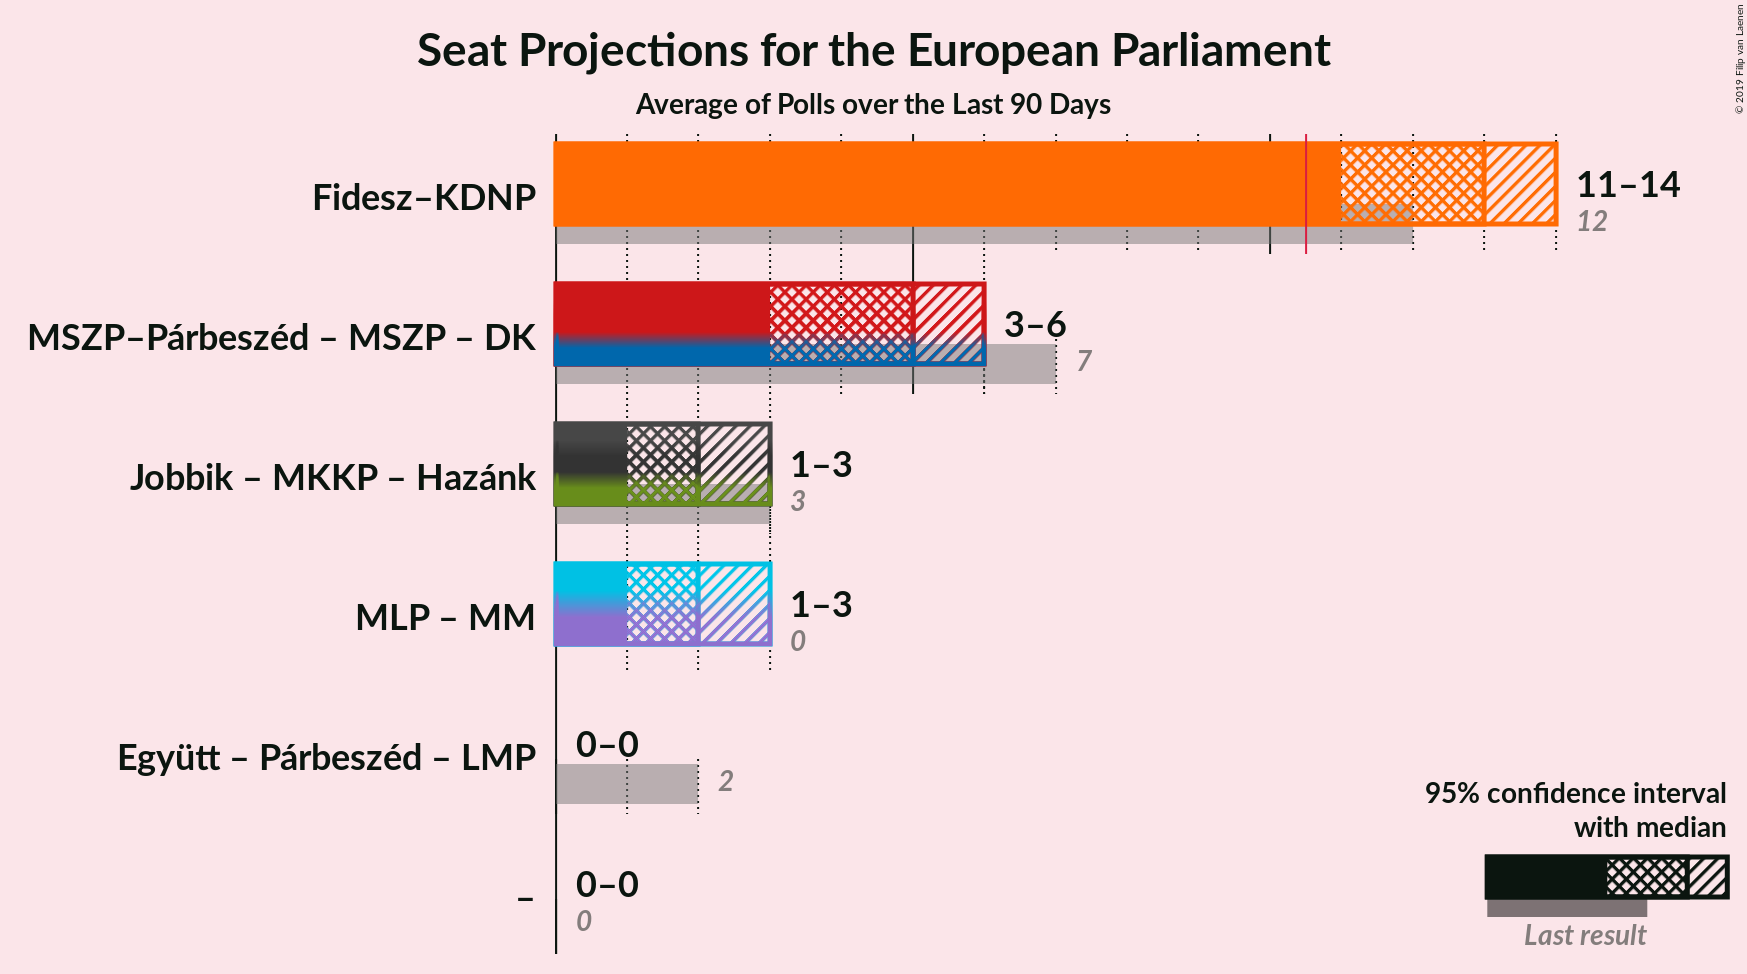 Seat Projections for the European Parliament
Average of Polls over the Last 90 Days
© 2019 Filip van Laenen
Fidesz–KDNP
11–14
12
MSZP–Párbeszéd – MSZP – DK
3–6
7
Jobbik – MKKP – Hazánk
1–3
3
MLP – MM
1–3
0
Együtt – Párbeszéd – LMP
0–0
2
–
0–0
0
95% confidence interval
with median
Last result